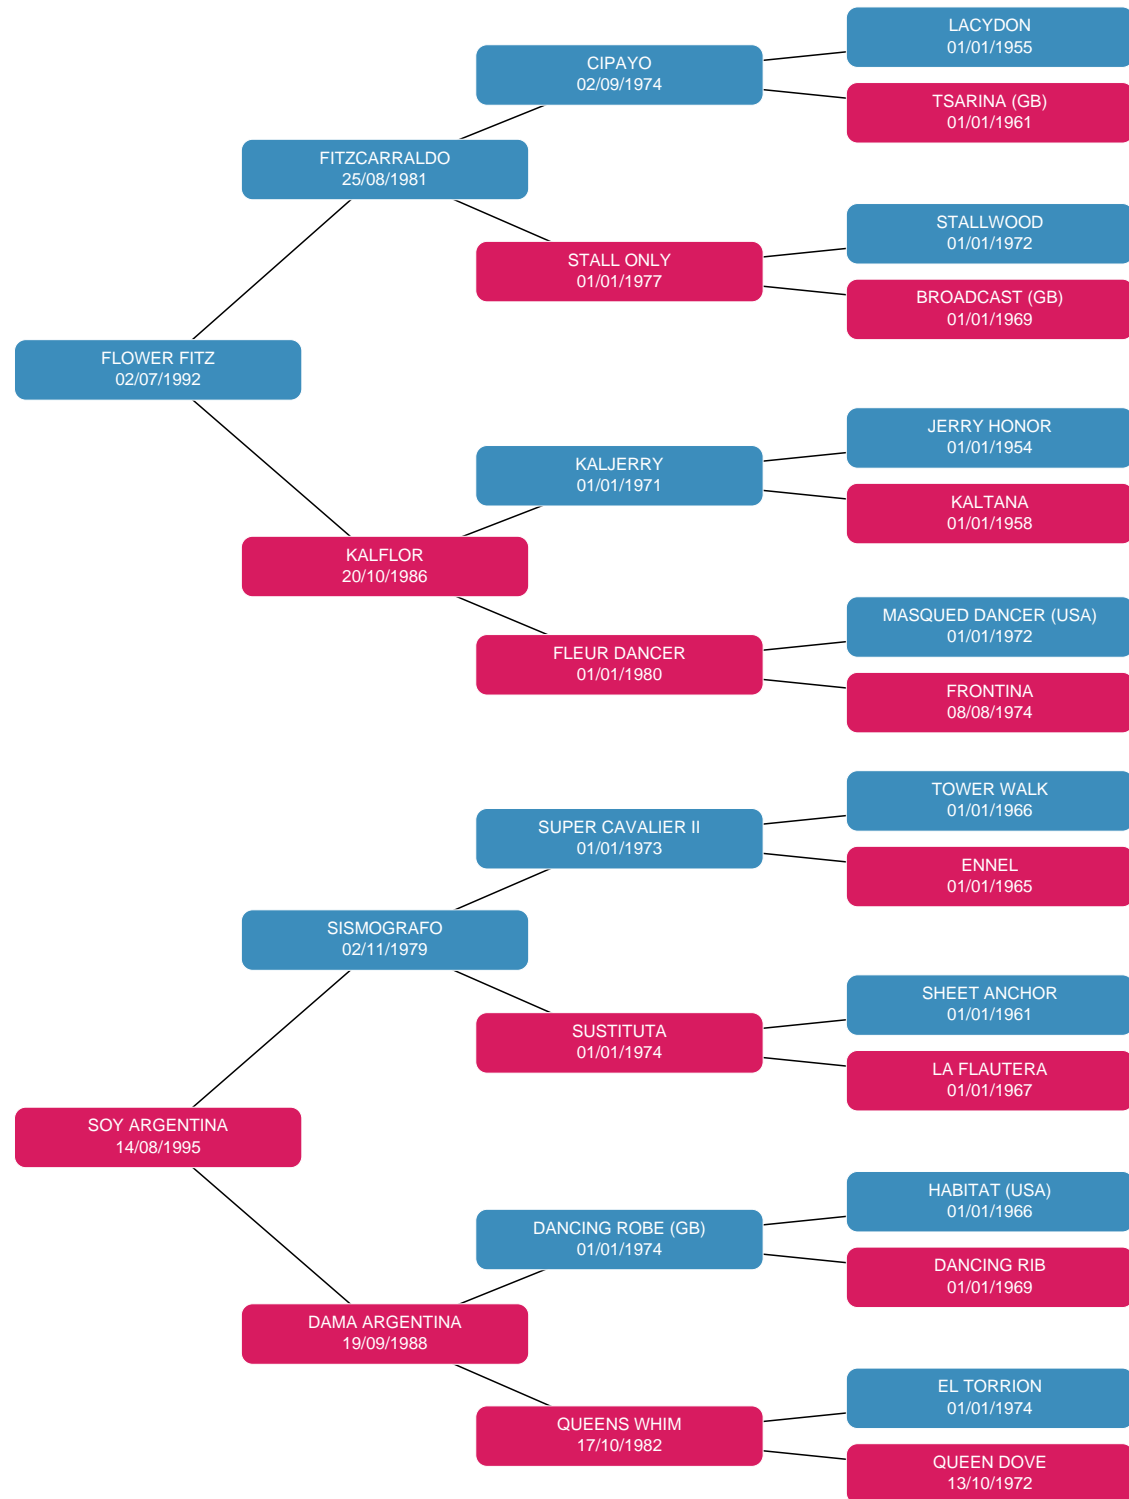 LACYDON
01/01/1955
CIPAYO
02/09/1974
TSARINA (GB)
01/01/1961
FITZCARRALDO
25/08/1981
STALLWOOD
01/01/1972
STALL ONLY
01/01/1977
BROADCAST (GB)
01/01/1969
FLOWER FITZ
02/07/1992
JERRY HONOR
01/01/1954
KALJERRY
01/01/1971
KALTANA
01/01/1958
KALFLOR
20/10/1986
MASQUED DANCER (USA)
01/01/1972
FLEUR DANCER
01/01/1980
FRONTINA
08/08/1974
TOWER WALK
01/01/1966
SUPER CAVALIER II
01/01/1973
ENNEL
01/01/1965
SISMOGRAFO
02/11/1979
SHEET ANCHOR
01/01/1961
SUSTITUTA
01/01/1974
LA FLAUTERA
01/01/1967
SOY ARGENTINA
14/08/1995
HABITAT (USA)
01/01/1966
DANCING ROBE (GB)
01/01/1974
DANCING RIB
01/01/1969
DAMA ARGENTINA
19/09/1988
EL TORRION
01/01/1974
QUEENS WHIM
17/10/1982
QUEEN DOVE
13/10/1972